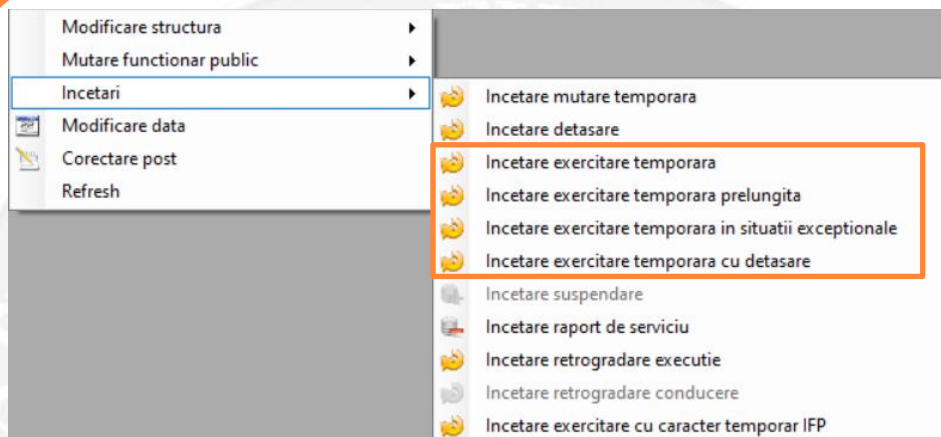 Modificare structura
Mutare functionar public
Incetari
Modificare data
Corectare post
Refresh
Incetare mutare temporara
Incetare detasare
Incetare exercitare temporara
Incetare exercitare temporara prelungita
Incetare exercitare temporara in situatii exceptionale
Incetare exercitare temporara cu detasare
Incetare suspendare
Incetare raport de serviciu
Incetare retrogradare executie
Incetare retrogradare conducere
Incetare exercitare cu caracter temporar IFP